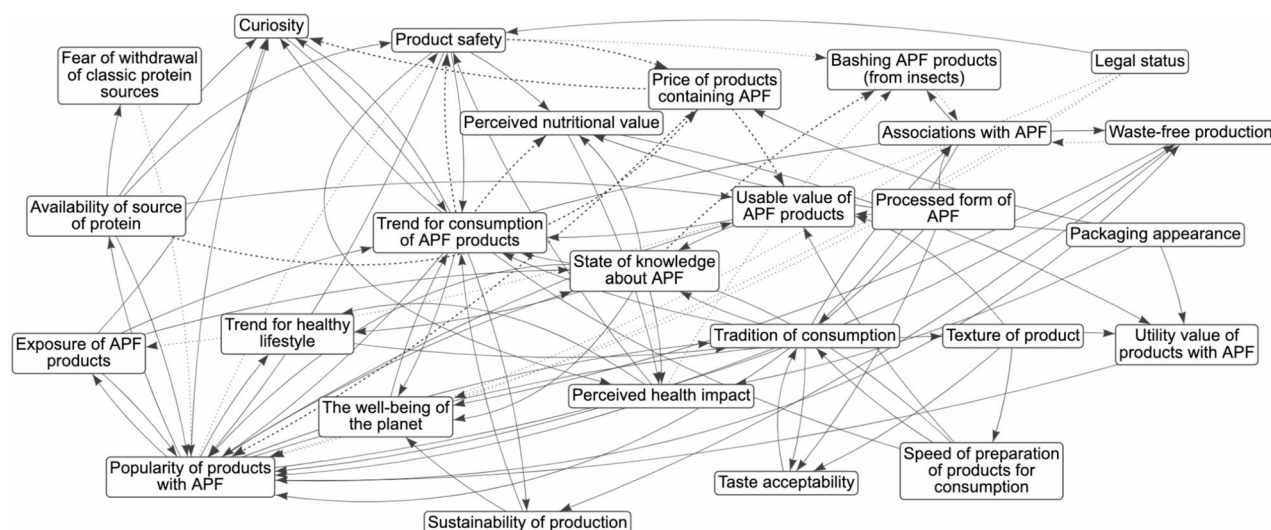 Curiosity
Product safety
Fear of withdrawal
of classic protein
sources
Bashing APF products
(from insects)
Legal status
Price of products
containing APF
Perceived nutritional value
Associations with APF
Waste-free production
Availability of source
of protein
Trend for consumption
of APF products
Usable value of
APF products
Processed form of
APF
Packaging appearance
State of knowledge
about APF
Exposure of APF
products
Trend for healthy
lifestyle
Tradition of consumption
Texture of product
Utility value of
products with APF
Perceived health impact
The well-being of
the planet
Popularity of products
with APF
Taste acceptability
Speed of preparation
of products for
consumption
Sustainability of production